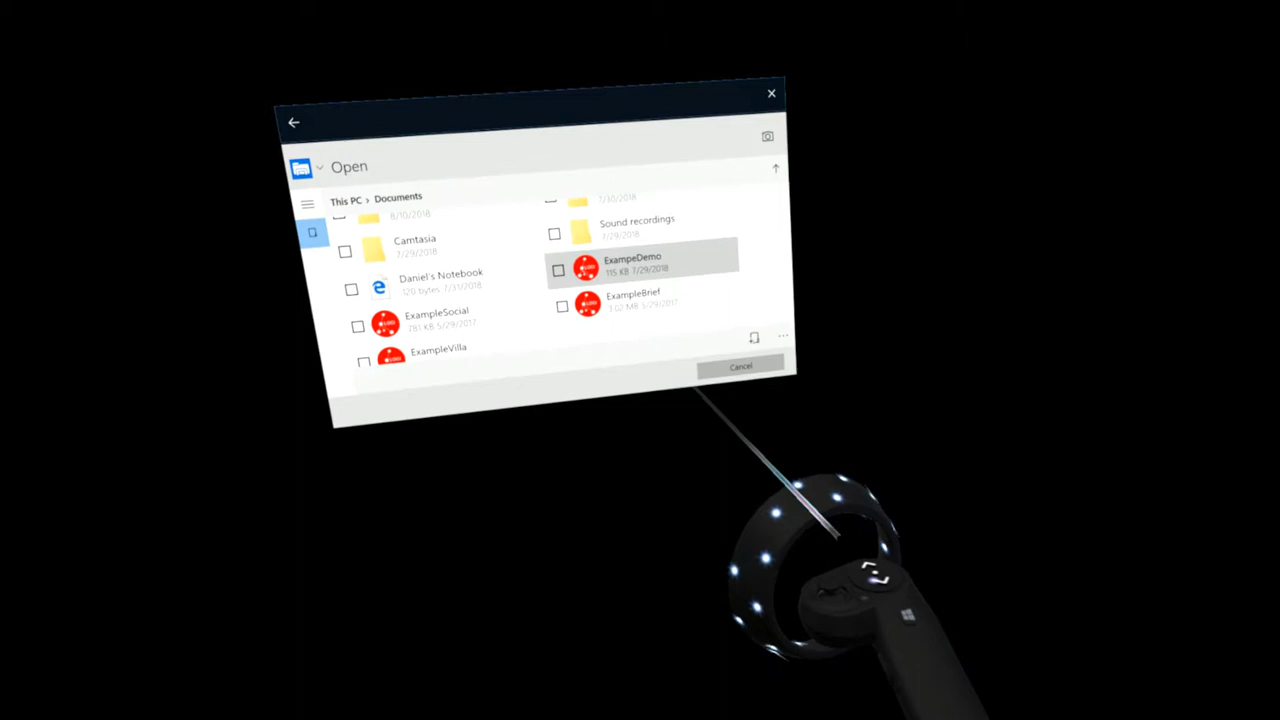 Open
This PC > Documents
8/10/2018
7/30/2018
Camtasia
7/29/2018
Sound recordings
7/29/2018
Daniel's Notebook
120 bytes 7/31/2018
ExampeDemo
115 KB 7/29/2018
ExampleSocial
781 KB 5/29/2017
ExampleBrief
3.02 MB 5/29/2017
ExampleVilla
Cancel